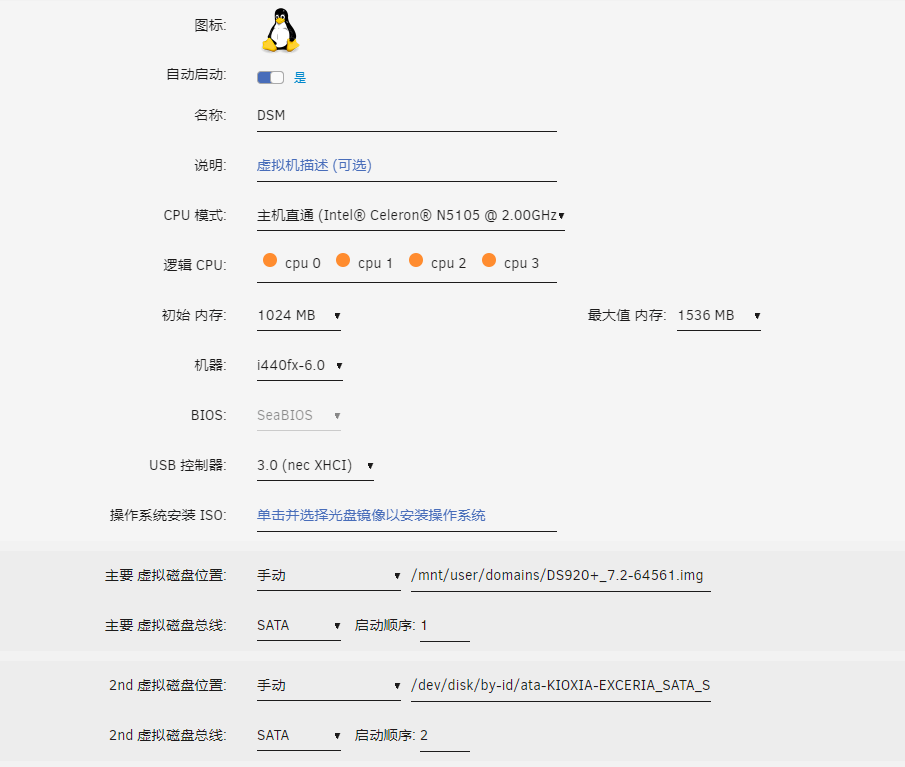 图标:
自动启动: 是
名称: DSM
说明: 虚拟机描述 (可选)
CPU 模式: 主机直通 (Intel® Celeron® N5105 @ 2.00GHz
逻辑 CPU: cpu 0 cpu 1 cpu 2 cpu 3
初始 内存: 1024 MB 最大值 内存: 1536 MB
机器: i440fx-6.0
BIOS: SeaBIOS
USB 控制器: 3.0 (nec XHCI)
操作系统安装 ISO: 单击并选择光盘镜像以安装操作系统
主要 虚拟磁盘位置: 手动 /mnt/user/domains/DS920+_7.2-64561.img
主要 虚拟磁盘总线: SATA 启动顺序: 1
2nd 虚拟磁盘位置: 手动 /dev/disk/by-id/ata-KIOXIA-EXCERIA_SATA_S
2nd 虚拟磁盘总线: SATA 启动顺序: 2